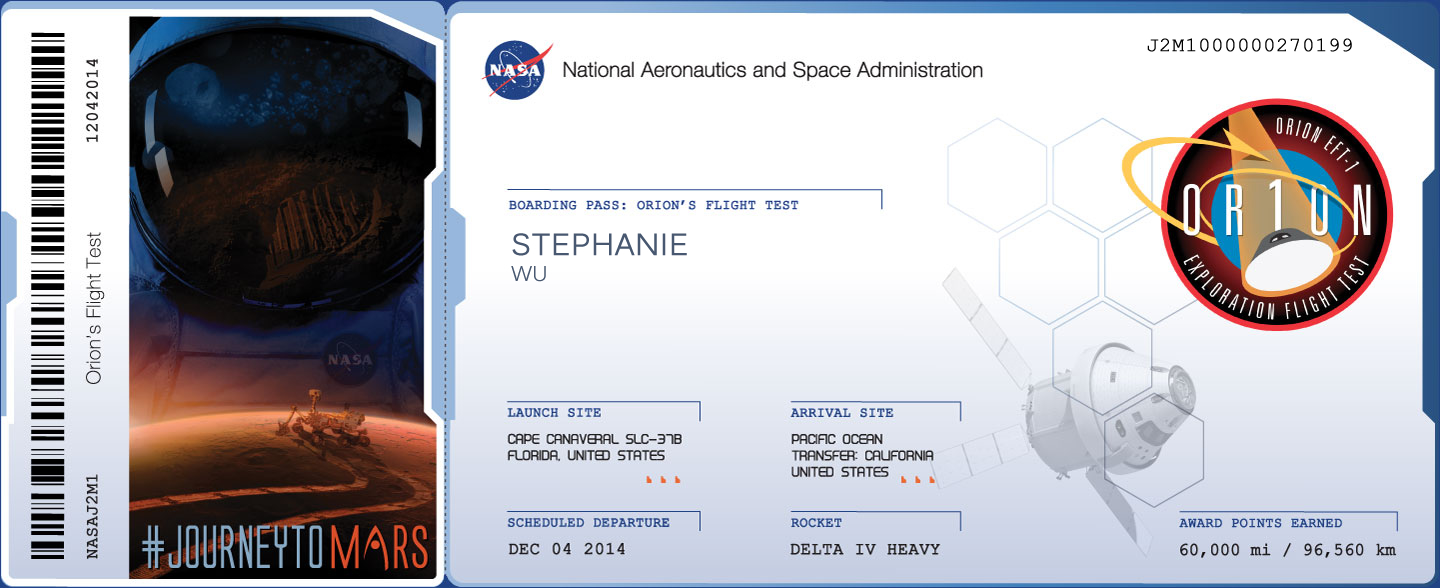 12042014
Orion's Flight Test
NASAJ2M1
NASA
#JOURNEYTOMARS
NASA
National Aeronautics and Space Administration
J2M1000000270199
ORION EFT-1
OR1ON
EXPLORATION FLIGHT TEST
BOARDING PASS: ORION'S FLIGHT TEST
STEPHANIE
WU
LAUNCH SITE
CAPE CANAVERAL SLC-37B
FLORIDA, UNITED STATES
ARRIVAL SITE
PACIFIC OCEAN
TRANSFER: CALIFORNIA
UNITED STATES
SCHEDULED DEPARTURE
DEC 04 2014
ROCKET
DELTA IV HEAVY
AWARD POINTS EARNED
60,000 mi / 96,560 km